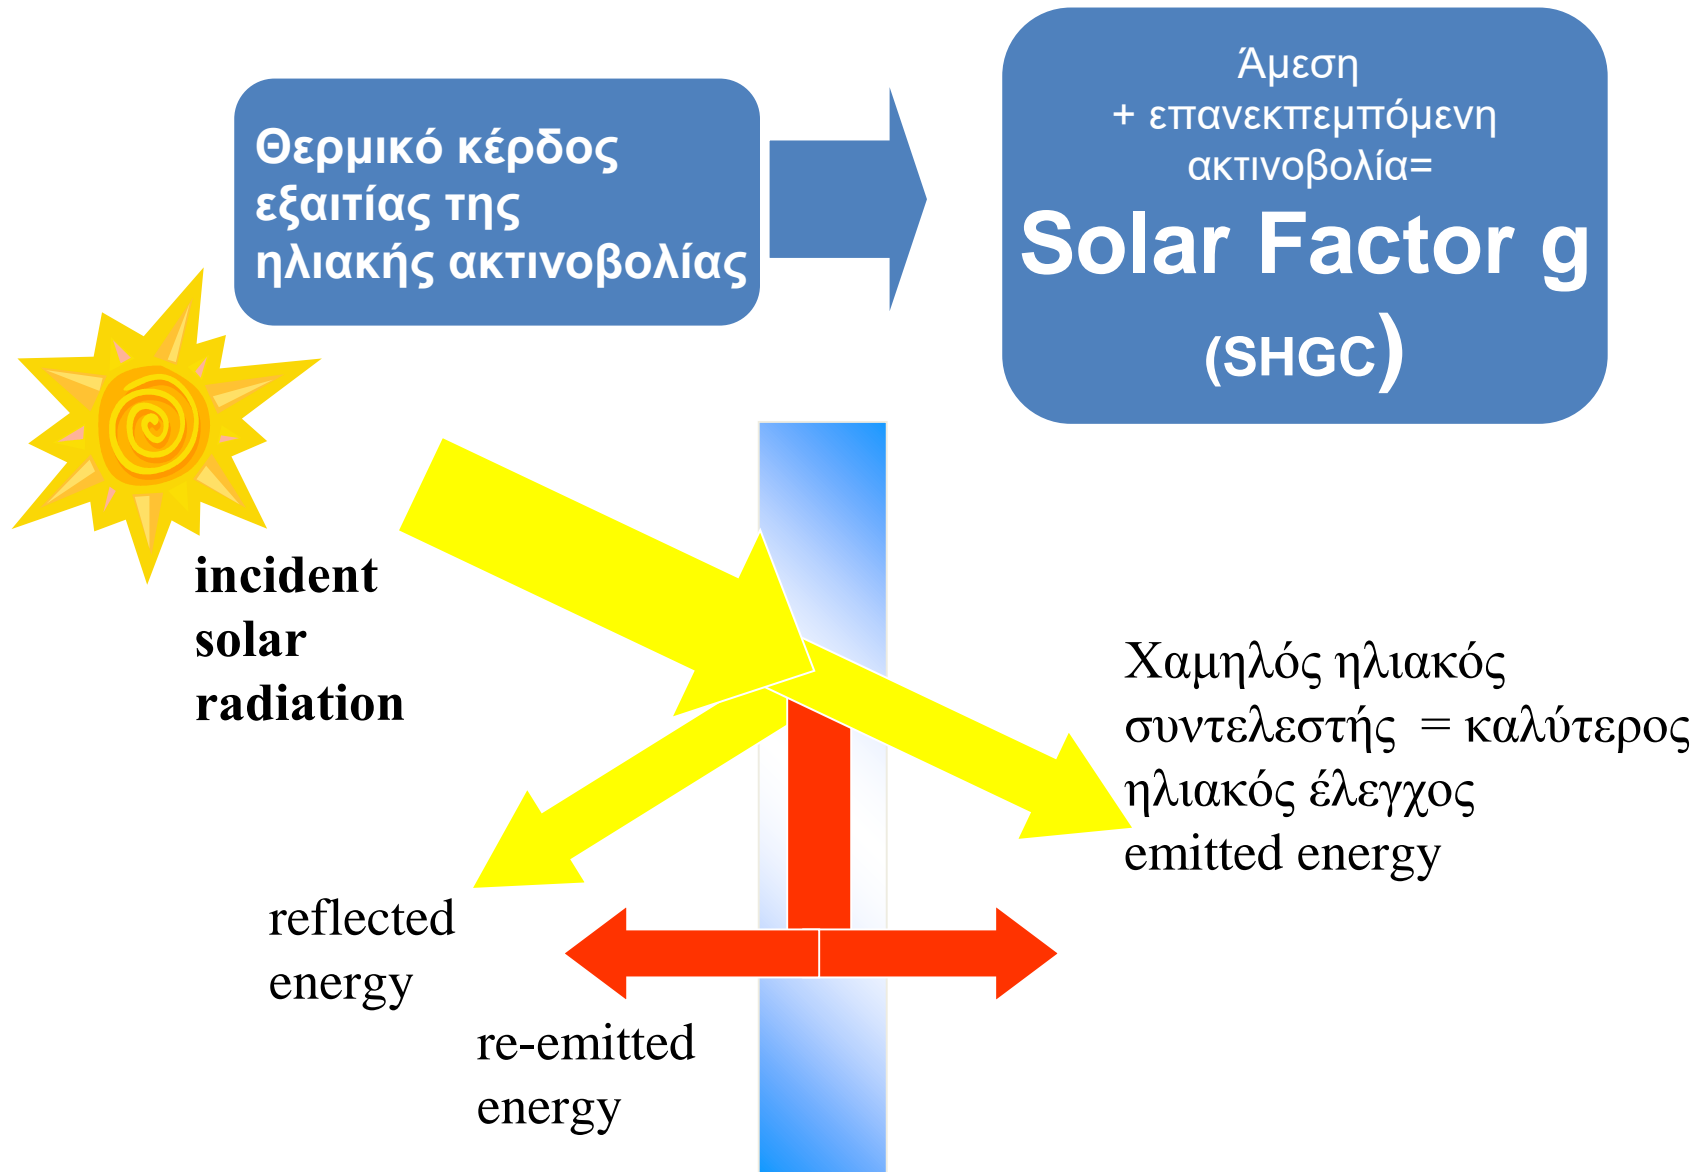 Θερμικό κέρδος
εξαιτίας της
ηλιακής ακτινοβολίας
Άμεση
+ επανεκπεμπόμενη
ακτινοβολία=
Solar Factor g
(SHGC)
incident
solar
radiation
Χαμηλός ηλιακός
συντελεστής = καλύτερος
ηλιακός έλεγχος
emitted energy
reflected
energy
re-emitted
energy